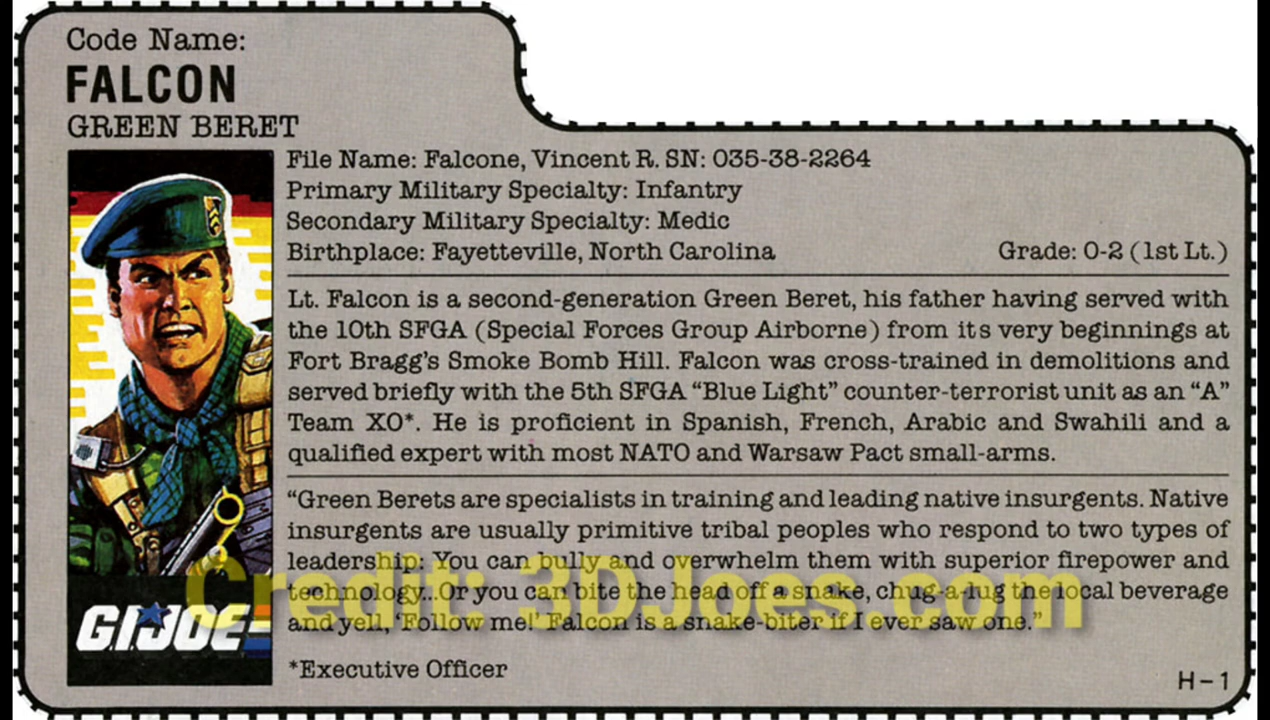 Code Name:
FALCON
GREEN BERET
File Name: Falcone, Vincent R. SN: 035-38-2264
Primary Military Specialty: Infantry
Secondary Military Specialty: Medic
Birthplace: Fayetteville, North Carolina
Grade: O-2 (1st Lt.)
Lt. Falcon is a second-generation Green Beret, his father having served with
the 10th SFGA (Special Forces Group Airborne) from its very beginnings at
Fort Bragg's Smoke Bomb Hill. Falcon was cross-trained in demolitions and
served briefly with the 5th SFGA "Blue Light" counter-terrorist unit as an "A"
Team XO*. He is proficient in Spanish, French, Arabic and Swahili and a
qualified expert with most NATO and Warsaw Pact small-arms.
"Green Berets are specialists in training and leading native insurgents. Native
insurgents are usually primitive tribal peoples who respond to two types of
leadership: You can bully and overwhelm them with superior firepower and
technology...Or you can bite the head off a snake, chug-a-lug the local beverage
and yell, 'Follow me!' Falcon is a snake-biter if I ever saw one."
Credit: 3DJoes.com
G.I. JOE
*Executive Officer
H-1